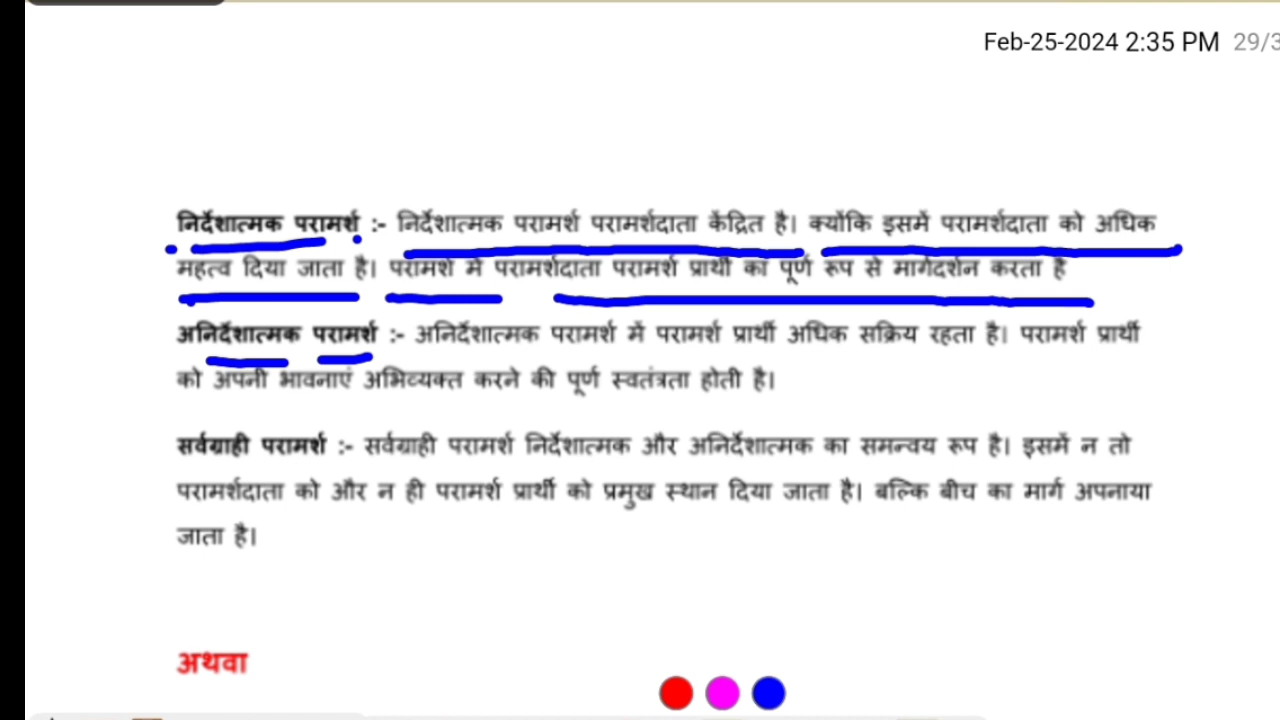 Feb-25-2024 2:35 PM 29/3
निर्देशात्मक परामर्श :- निर्देशात्मक परामर्श परामर्शदाता केंद्रित है। क्योंकि इसमें परामर्शदाता को अधिक
महत्व दिया जाता है। परामर्श में परामर्शदाता परामर्श प्रार्थी का पूर्ण रूप से मार्गदर्शन करता है
अनिर्देशात्मक परामर्श :- अनिर्देशात्मक परामर्श में परामर्श प्रार्थी अधिक सक्रिय रहता है। परामर्श प्रार्थी
को अपनी भावनाएं अभिव्यक्त करने की पूर्ण स्वतंत्रता होती है।
सर्वग्राही परामर्श :- सर्वग्राही परामर्श निर्देशात्मक और अनिर्देशात्मक का समन्वय रूप है। इसमें न तो
परामर्शदाता को और न ही परामर्श प्रार्थी को प्रमुख स्थान दिया जाता है। बल्कि बीच का मार्ग अपनाया
जाता है।
अथवा